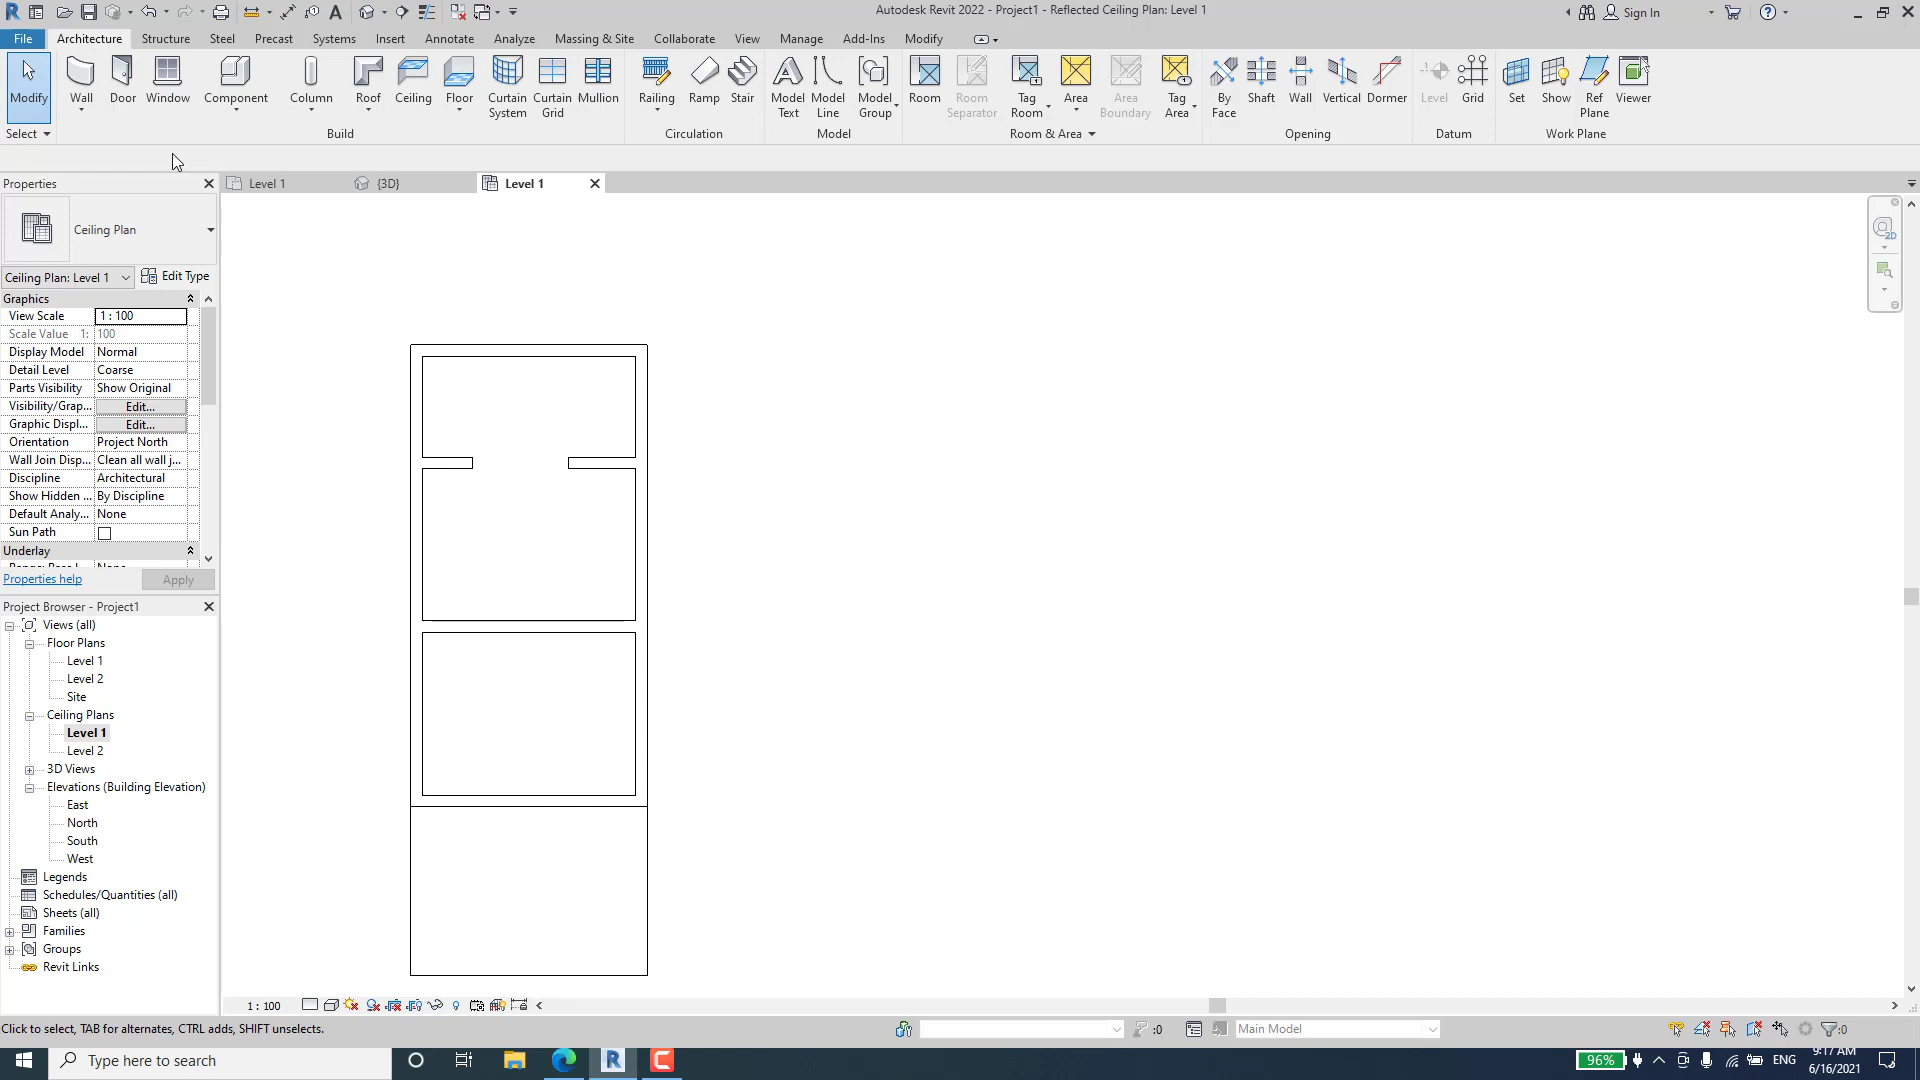 Autodesk Revit 2022 - Project1 - Reflected Ceiling Plan: Level 1
Sign In
File Architecture Structure Steel Precast Systems Insert Annotate Analyze Massing & Site Collaborate View Manage Add-Ins Modify
Modify Wall Door Window Component Column Roof Ceiling Floor Curtain System Curtain Grid Mullion Railing Ramp Stair Model Text Model Line Model Group Room Room Separator Tag Room Area Area Boundary Tag Area By Face Shaft Wall Vertical Dormer Level Grid Set Show Ref Plane Viewer
Select Build Circulation Model Room & Area Opening Datum Work Plane
Properties
Level 1 {3D} Level 1
Ceiling Plan
Ceiling Plan: Level 1 Edit Type
Graphics
View Scale 1 : 100
Scale Value 1: 100
Display Model Normal
Detail Level Coarse
Parts Visibility Show Original
Visibility/Grap... Edit...
Graphic Displ... Edit...
Orientation Project North
Wall Join Disp... Clean all wall j...
Discipline Architectural
Show Hidden ... By Discipline
Default Analy... None
Sun Path
Underlay
Properties help Apply
Project Browser - Project1
Views (all)
Floor Plans
Level 1
Level 2
Site
Ceiling Plans
Level 1
Level 2
3D Views
Elevations (Building Elevation)
East
North
South
West
Legends
Schedules/Quantities (all)
Sheets (all)
Families
Groups
Revit Links
2D
1 : 100
Click to select, TAB for alternates, CTRL adds, SHIFT unselects.
:0
Main Model
:0
Type here to search
96%
ENG
9:17 AM
6/16/2021